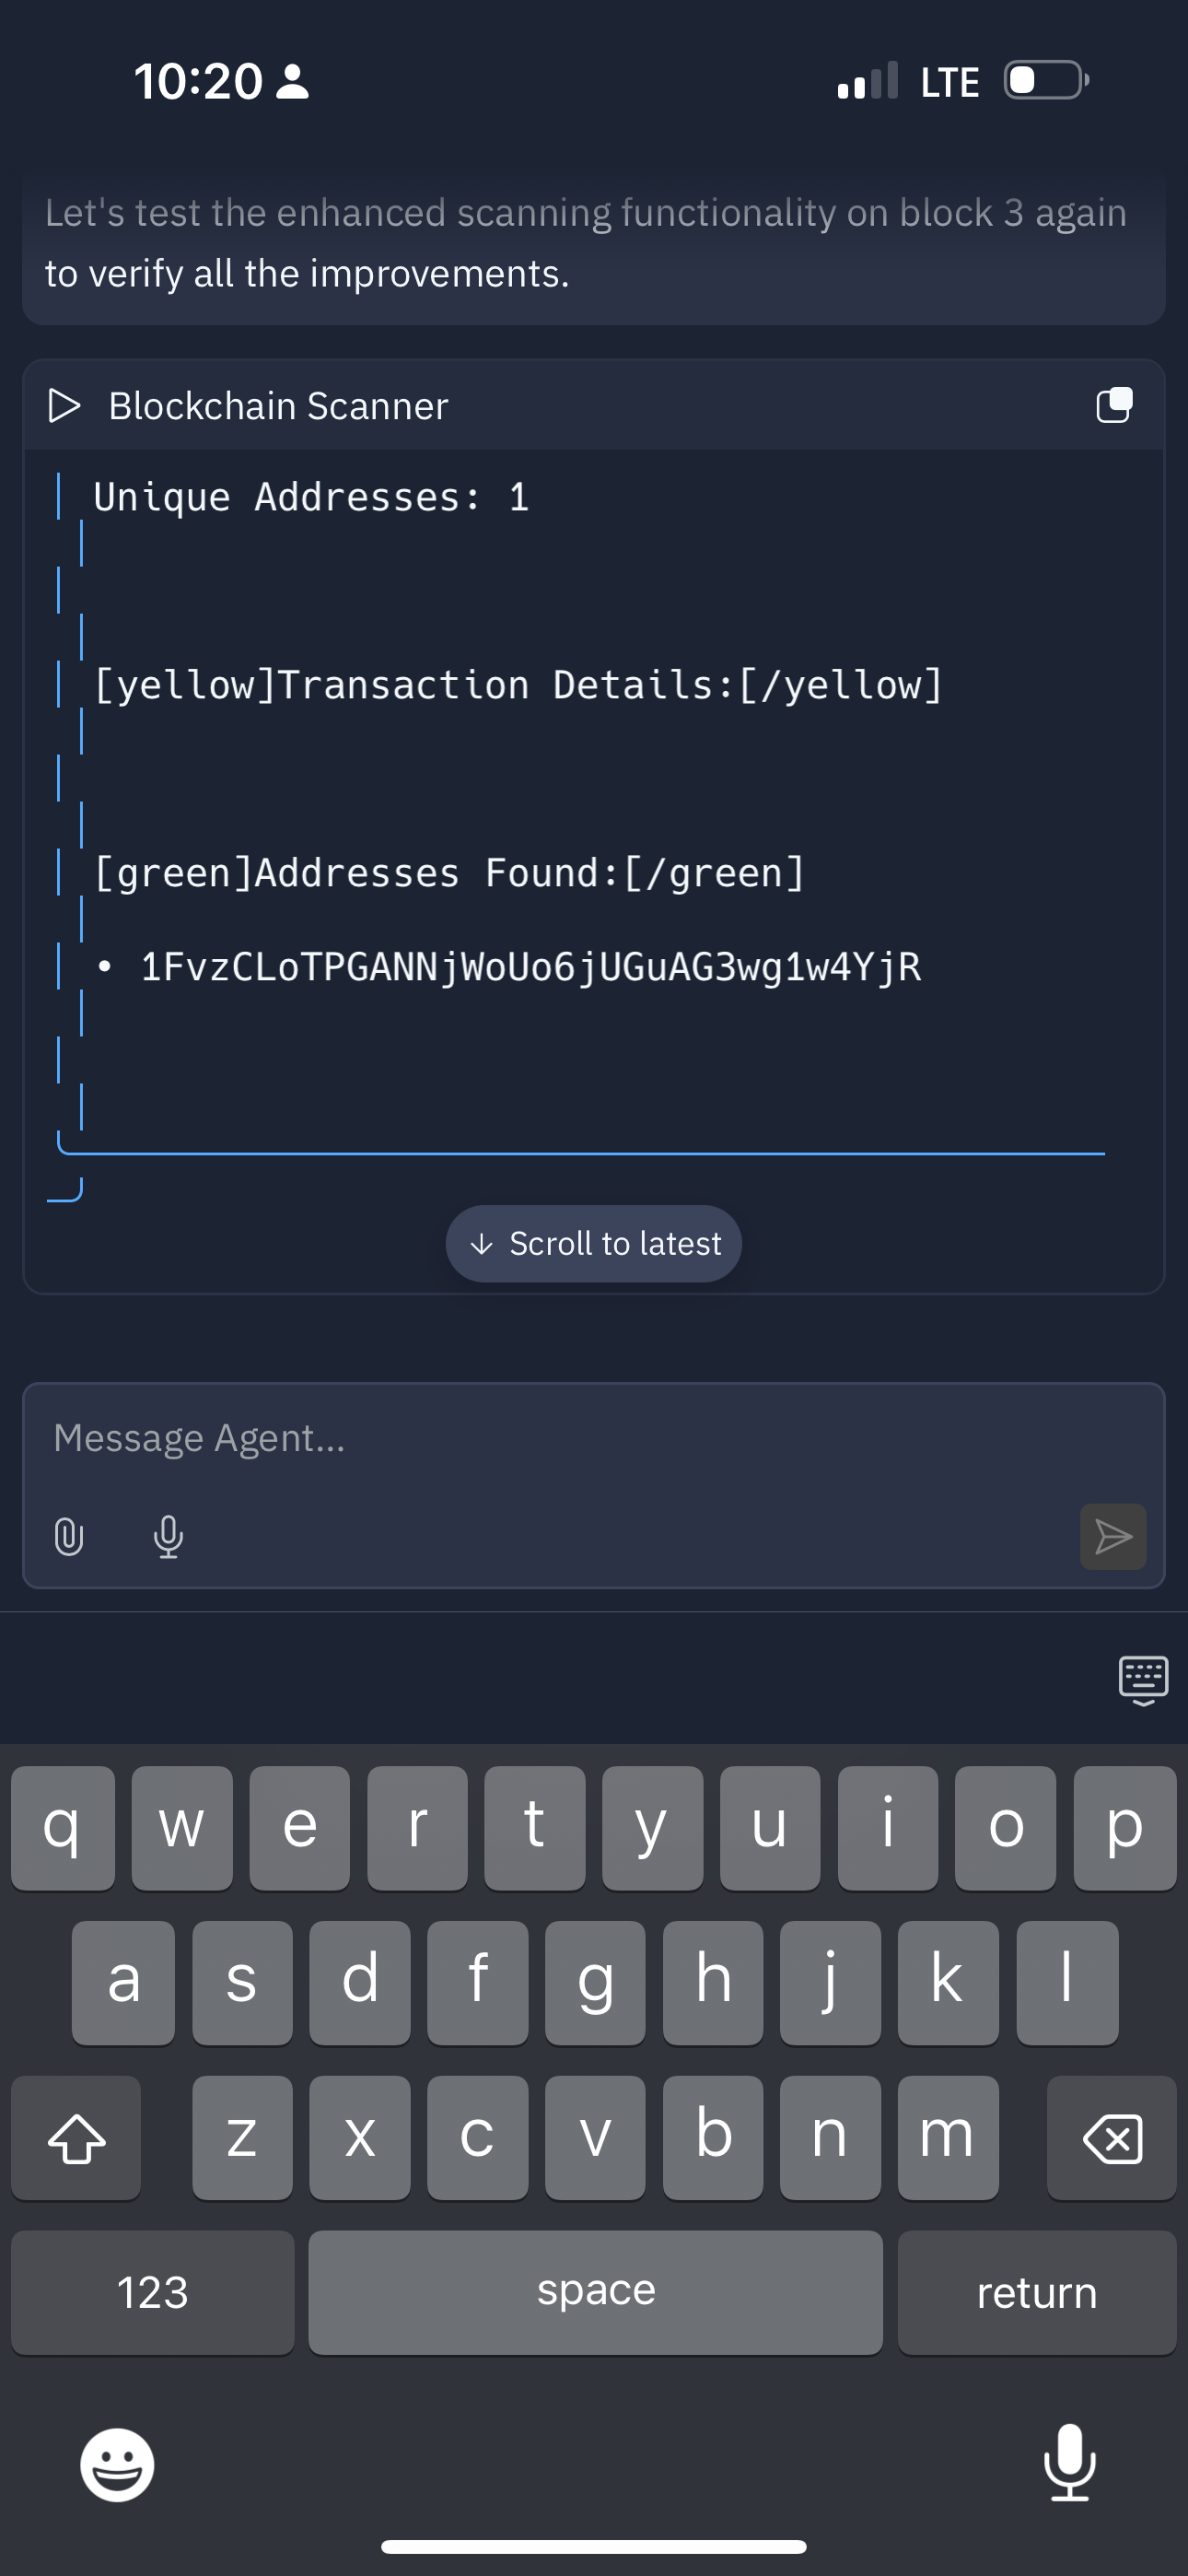 10:20
LTE
Let's test the enhanced scanning functionality on block 3 again
to verify all the improvements.
Blockchain Scanner
Unique Addresses: 1
[yellow]Transaction Details:[/yellow]
[green]Addresses Found:[/green]
• 1FvzCLoTPGANNjWoUo6jUGuAG3wg1w4YjR
Scroll to latest
Message Agent...
q w e r t y u i o p
a s d f g h j k l
z x c v b n m
123 space return